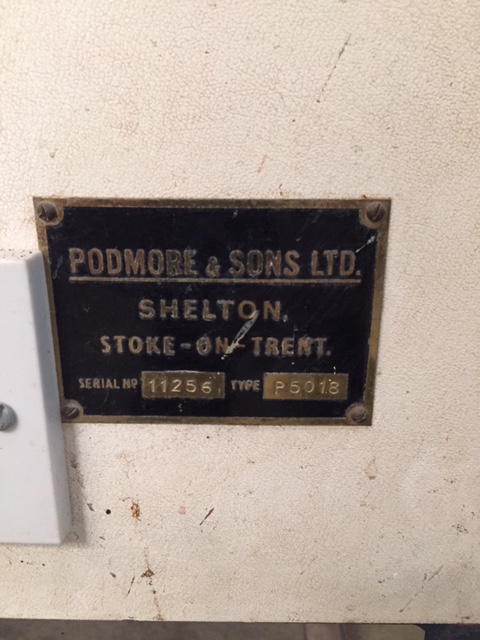 PODMORE & SONS LTD.
SHELTON,
STOKE-ON-TRENT.
SERIAL Nº 11256 TYPE P5018